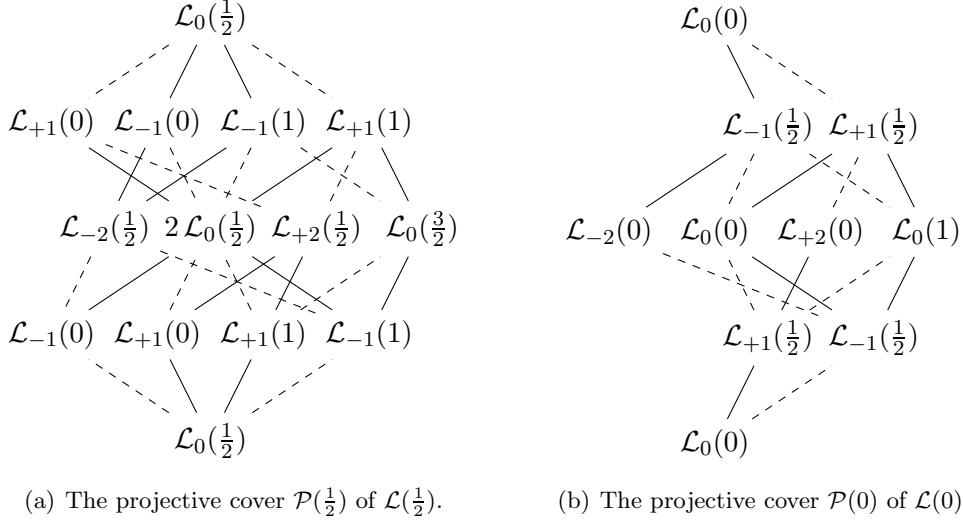 𝓛₀(½) 𝓛₀(0)
𝓛₊₁(0) 𝓛₋₁(0) 𝓛₋₁(1) 𝓛₊₁(1) 𝓛₋₁(½) 𝓛₊₁(½)
𝓛₋₂(½) 2 𝓛₀(½) 𝓛₊₂(½) 𝓛₀(3/2) 𝓛₋₂(0) 𝓛₀(0) 𝓛₊₂(0) 𝓛₀(1)
𝓛₋₁(0) 𝓛₊₁(0) 𝓛₊₁(1) 𝓛₋₁(1) 𝓛₊₁(½) 𝓛₋₁(½)
𝓛₀(½) 𝓛₀(0)
(a) The projective cover 𝓟(½) of 𝓛(½).
(b) The projective cover 𝓟(0) of 𝓛(0)